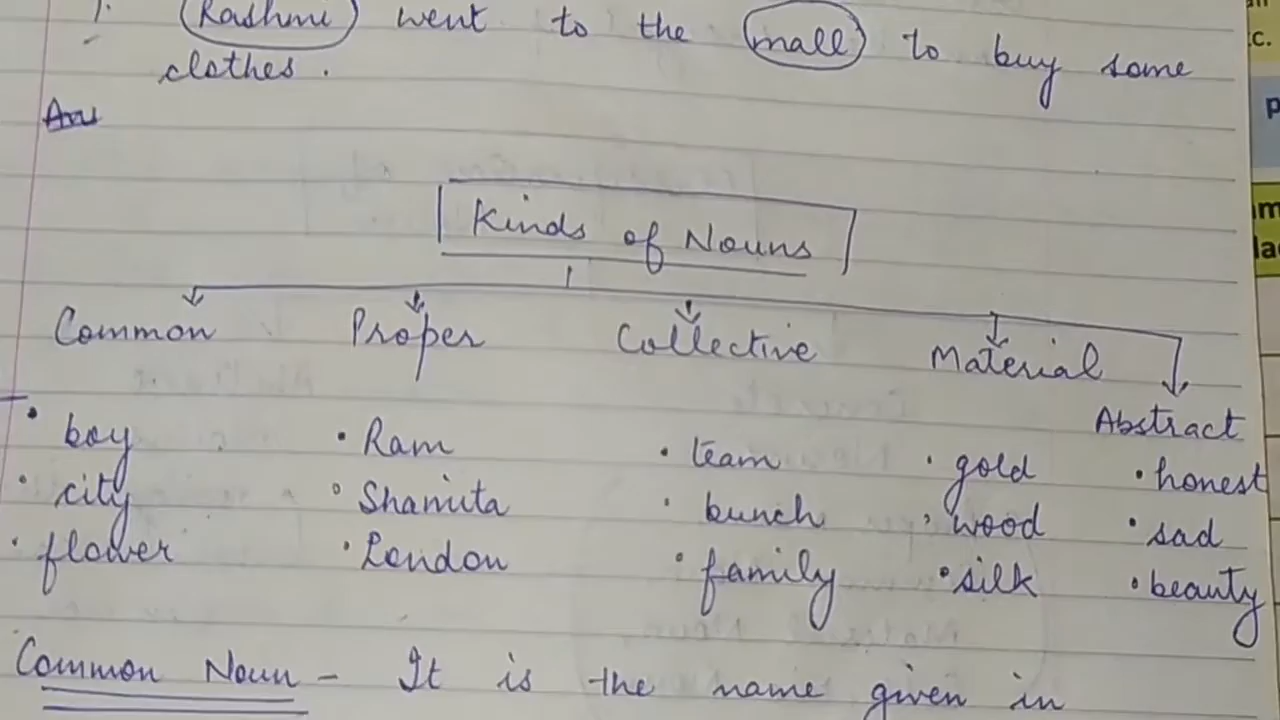 1. Rashmi went to the mall to buy some
clothes.
Kinds of Nouns
Common Proper Collective Material Abstract
• boy • Ram • team • gold • honest
• city • Shamita • bunch • wood • sad
• flower • London • family • silk • beauty
Common Noun - It is the name given in